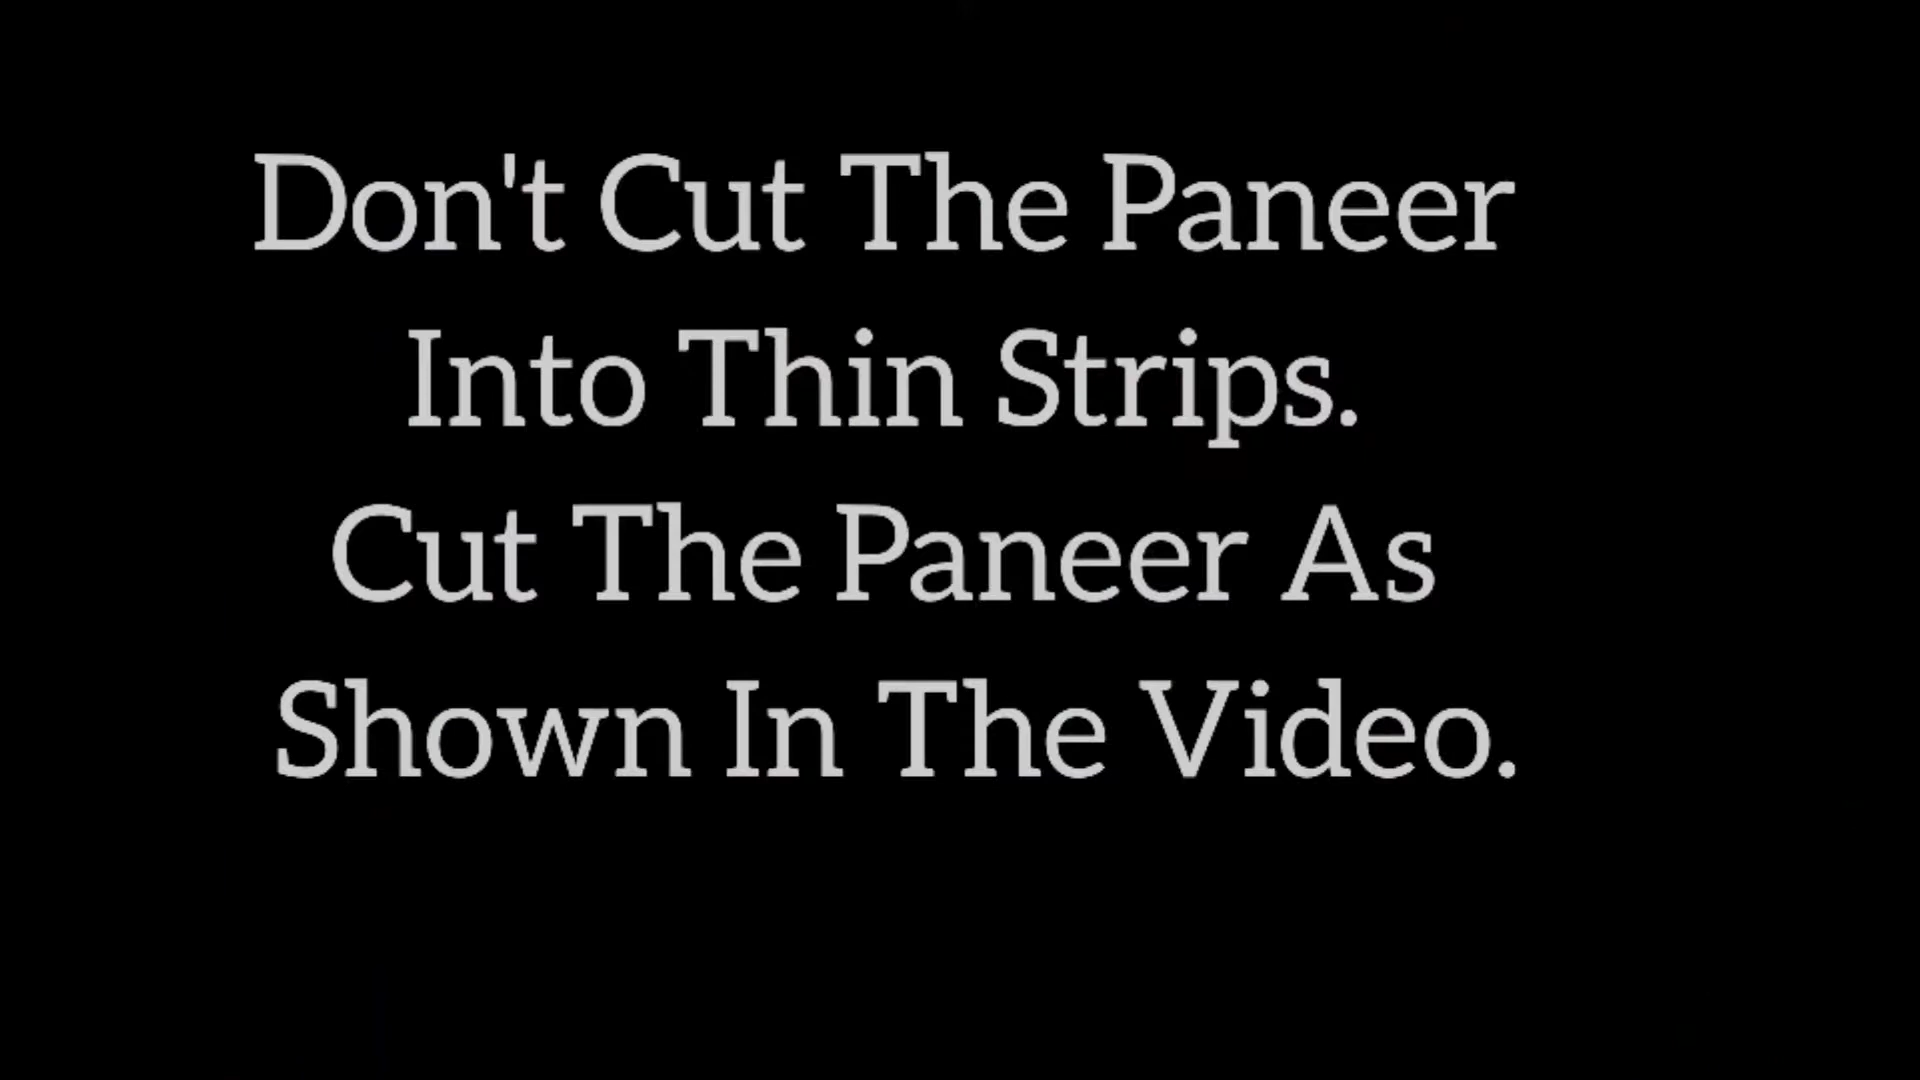 Don't Cut The Paneer
Into Thin Strips.
Cut The Paneer As
Shown In The Video.